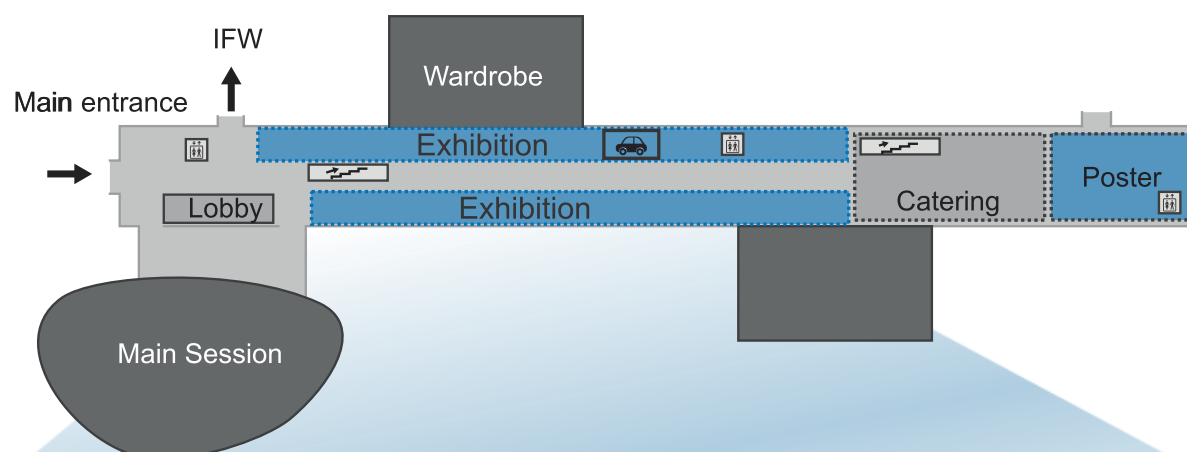 IFW
Main entrance
Wardrobe
Exhibition
Lobby
Exhibition
Catering
Poster
Main Session